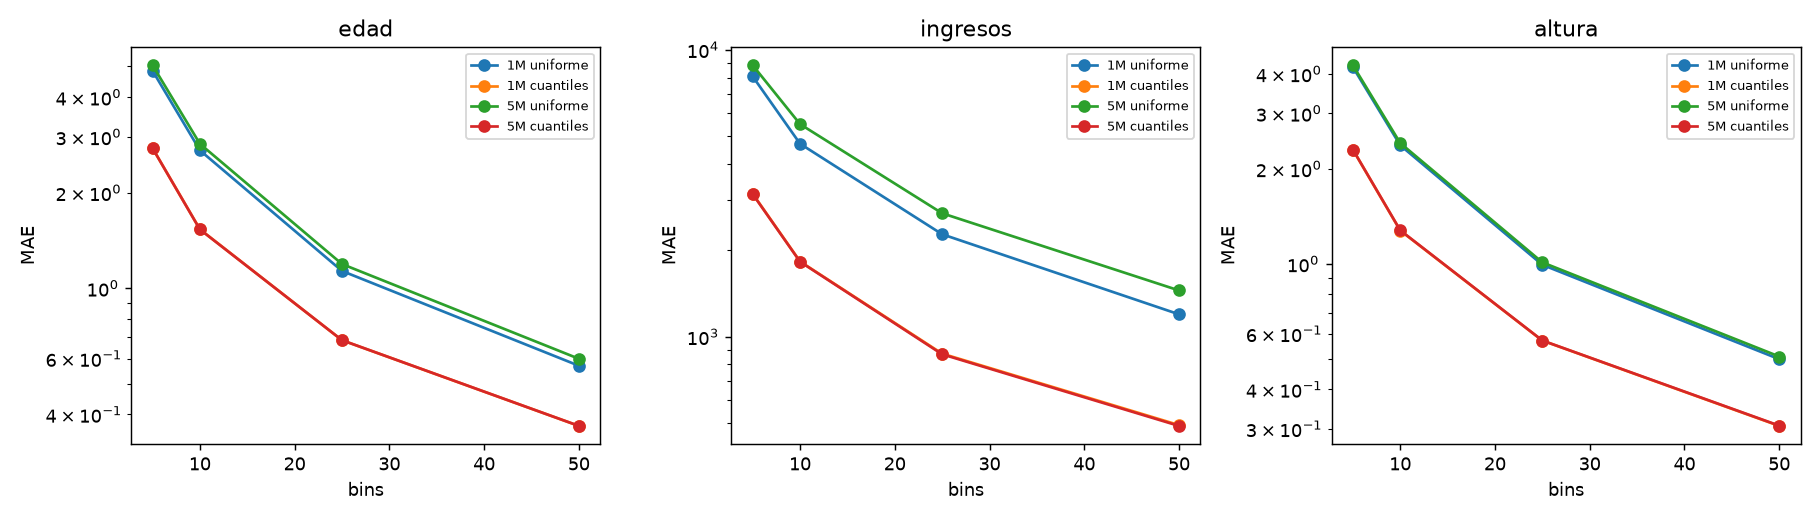 edad
MAE
4 × 10⁰
3 × 10⁰
2 × 10⁰
10⁰
6 × 10⁻¹
4 × 10⁻¹
10 20 30 40 50
bins
1M uniforme
1M cuantiles
5M uniforme
5M cuantiles
ingresos
MAE
10⁴
10³
10 20 30 40 50
bins
1M uniforme
1M cuantiles
5M uniforme
5M cuantiles
altura
MAE
4 × 10⁰
3 × 10⁰
2 × 10⁰
10⁰
6 × 10⁻¹
4 × 10⁻¹
3 × 10⁻¹
10 20 30 40 50
bins
1M uniforme
1M cuantiles
5M uniforme
5M cuantiles